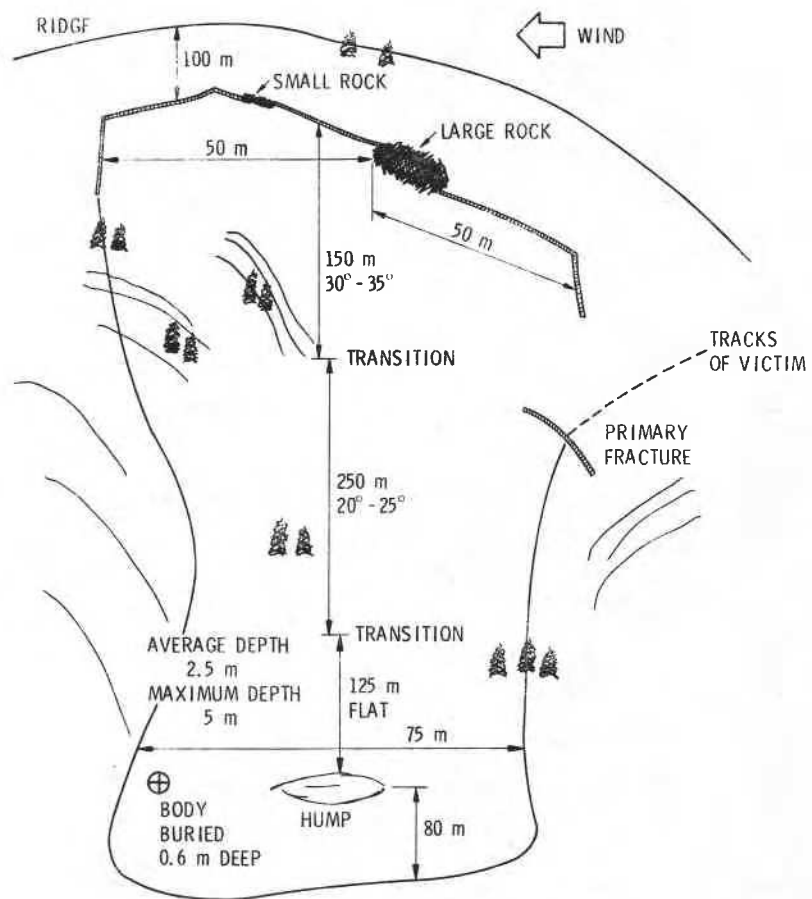 RIDGE
WIND
100 m
SMALL ROCK
LARGE ROCK
50 m
50 m
150 m
30° - 35°
TRANSITION
TRACKS
OF VICTIM
PRIMARY
FRACTURE
250 m
20° - 25°
TRANSITION
AVERAGE DEPTH
2.5 m
MAXIMUM DEPTH
5 m
125 m
FLAT
75 m
BODY
BURIED
0.6 m DEEP
HUMP
80 m